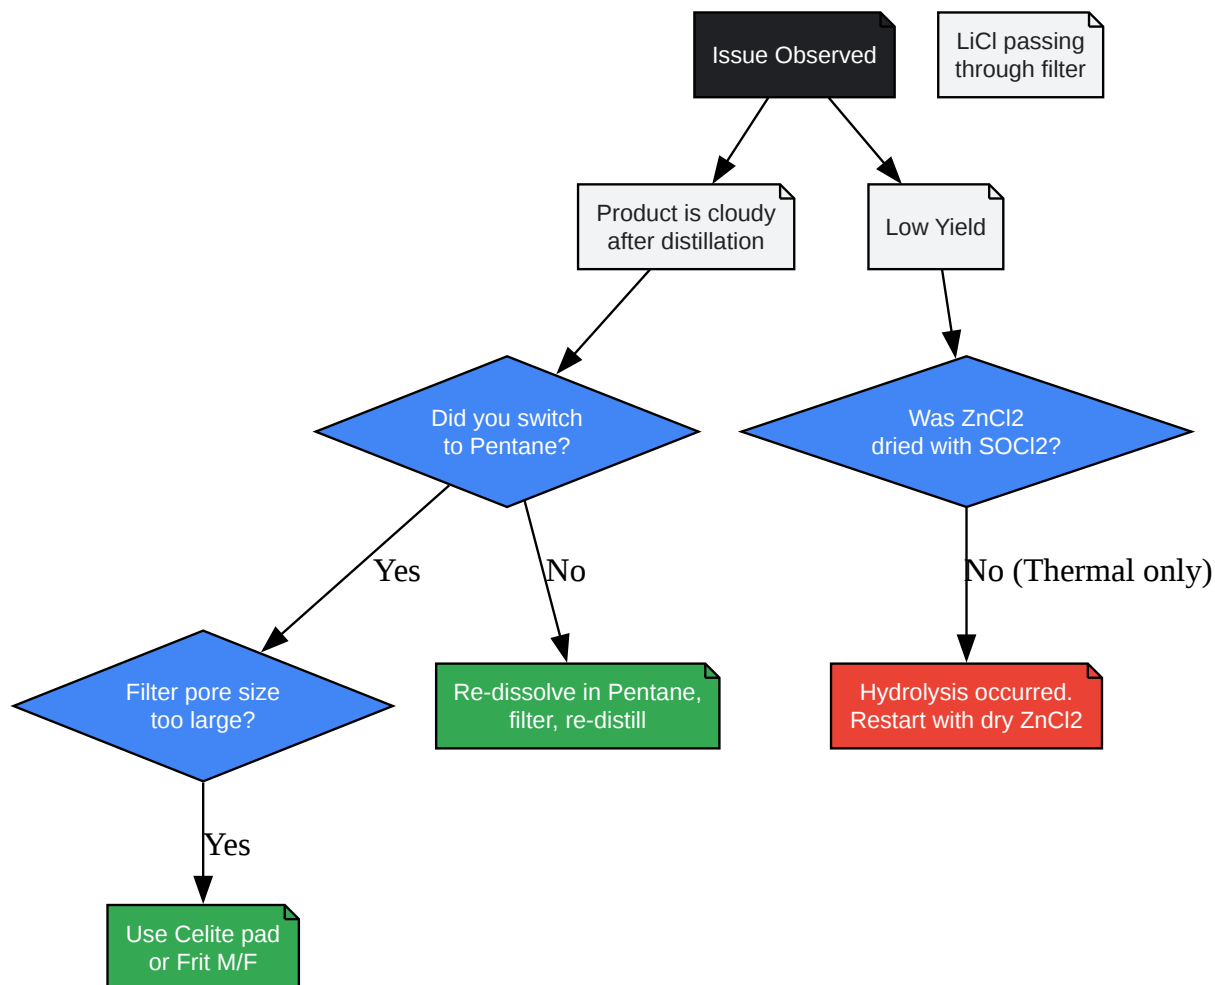 Issue Observed
LiCl passing
through filter
Product is cloudy
after distillation
Low Yield
Did you switch
to Pentane?
Was ZnCl2
dried with SOCl2?
Yes
No
No (Thermal only)
Filter pore size
too large?
Re-dissolve in Pentane,
filter, re-distill
Hydrolysis occurred.
Restart with dry ZnCl2
Yes
Use Celite pad
or Frit M/F